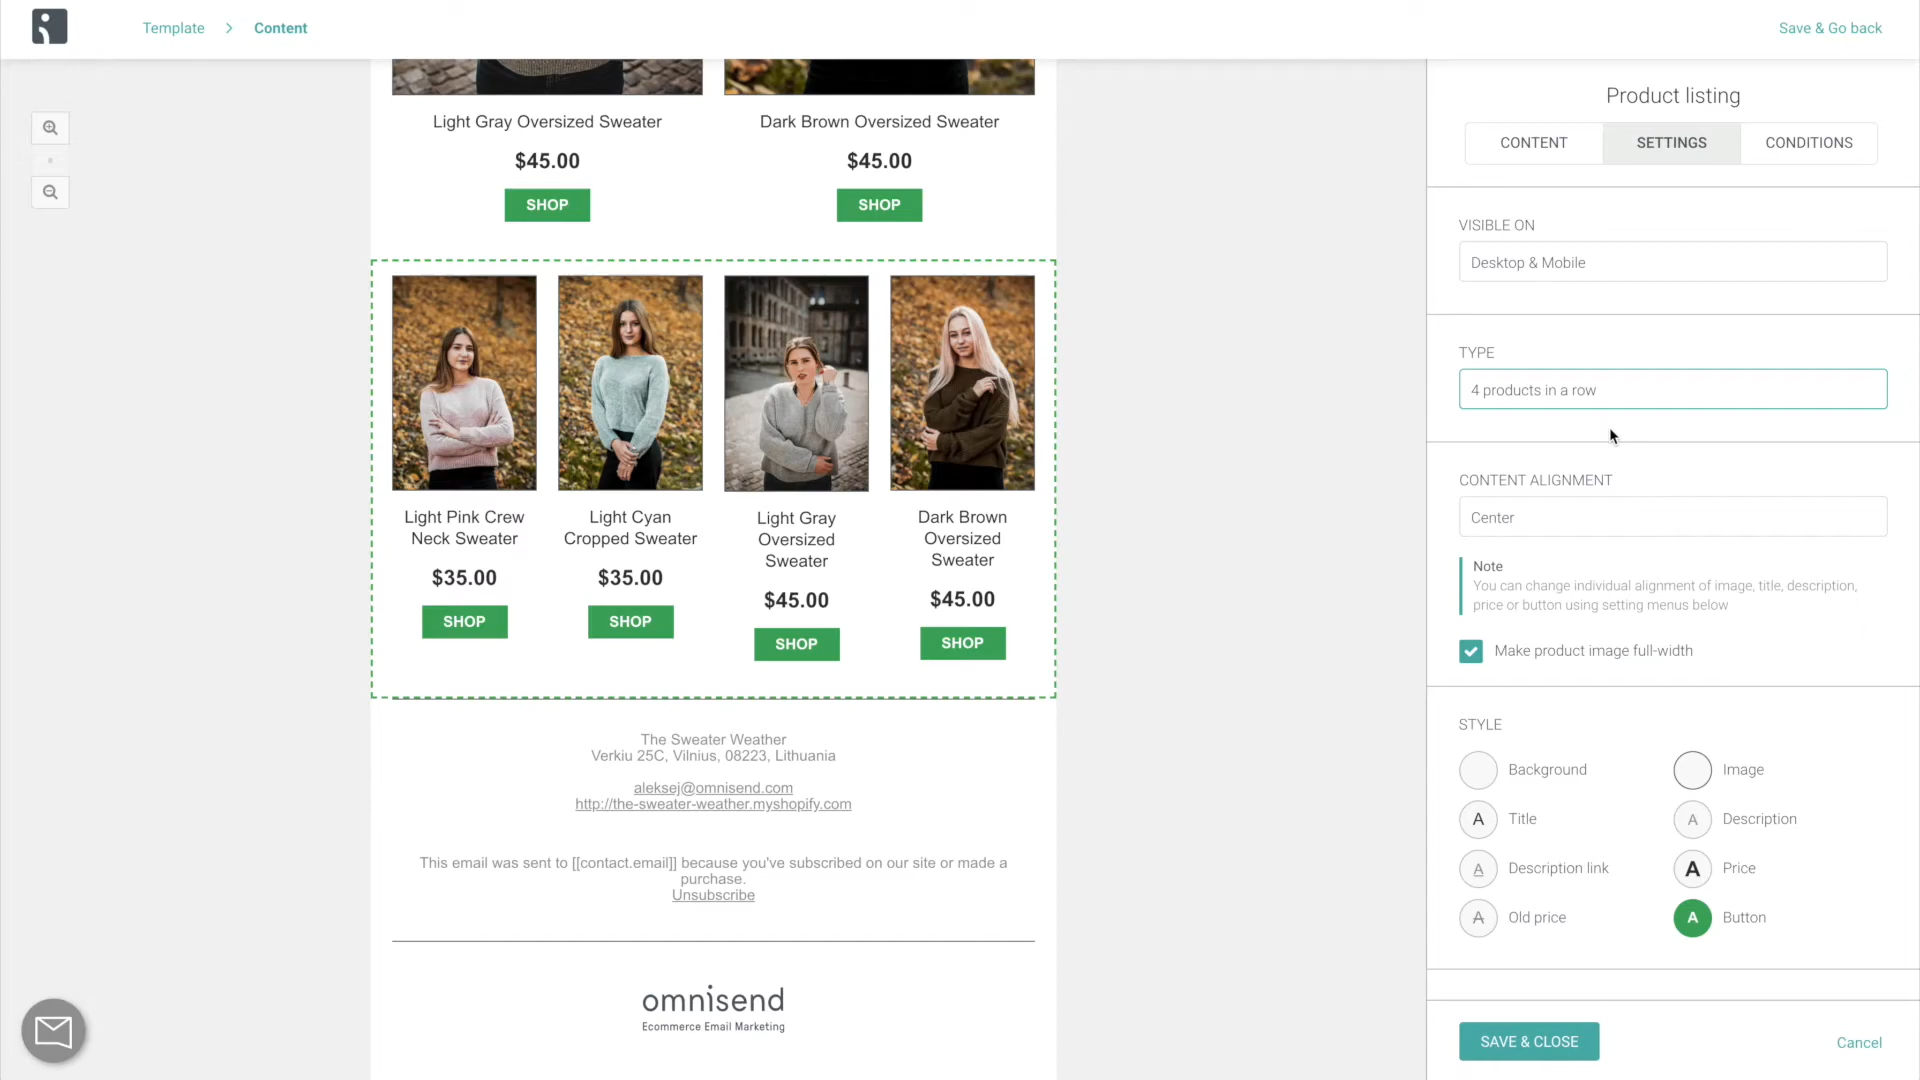 Template > Content
Save & Go back
Light Gray Oversized Sweater
Dark Brown Oversized Sweater
$45.00
$45.00
SHOP
SHOP
Light Pink Crew
Neck Sweater
$35.00
SHOP
Light Cyan
Cropped Sweater
$35.00
SHOP
Light Gray
Oversized
Sweater
$45.00
SHOP
Dark Brown
Oversized
Sweater
$45.00
SHOP
The Sweater Weather
Verkiu 25C, Vilnius, 08223, Lithuania
aleksej@omnisend.com
http://the-sweater-weather.myshopify.com
This email was sent to [[contact.email]] because you've subscribed on our site or made a
purchase.
Unsubscribe
omnisend
Ecommerce Email Marketing
Product listing
CONTENT
SETTINGS
CONDITIONS
VISIBLE ON
Desktop & Mobile
TYPE
4 products in a row
CONTENT ALIGNMENT
Center
Note
You can change individual alignment of image, title, description,
price or button using setting menus below
Make product image full-width
STYLE
Background
Image
A Title
A Description
A Description link
A Price
A Old price
A Button
SAVE & CLOSE
Cancel